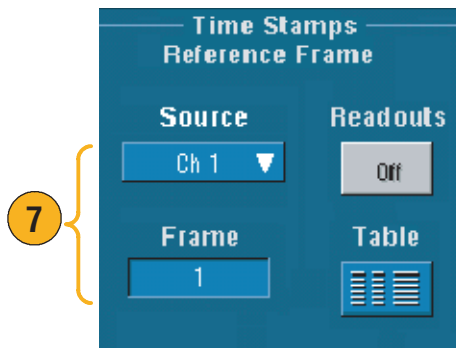 Time Stamps
Reference Frame
Source
Readouts
Ch 1
Off
7
Frame
Table
1